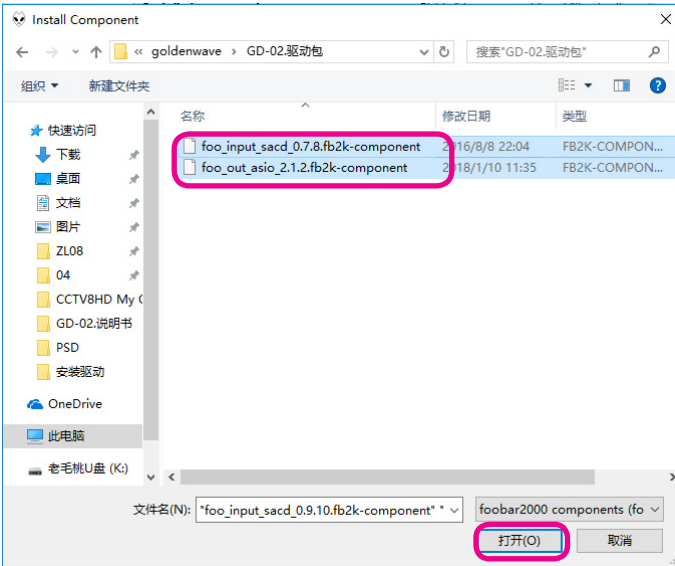 Install Component
« goldenwave › GD-02.驱动包
搜索"GD-02.驱动包"
组织 新建文件夹
名称 修改日期 类型
foo_input_sacd_0.7.8.fb2k-component 2016/8/8 22:04 FB2K-COMPON...
foo_out_asio_2.1.2.fb2k-component 2018/1/10 11:35 FB2K-COMPON...
快速访问
下载
桌面
文档
图片
ZL08
04
CCTV8HD My
GD-02.说明书
PSD
安装驱动
OneDrive
此电脑
老毛桃U盘 (K:)
文件名(N): "foo_input_sacd_0.9.10.fb2k-component" " foobar2000 components (fo
打开(O) 取消